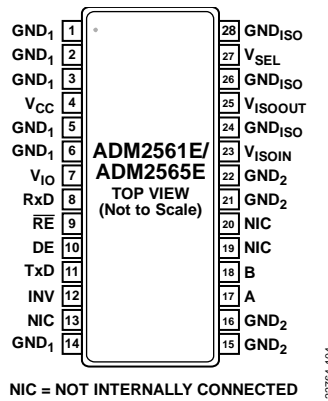 GND1 1
GND1 2
GND1 3
VCC 4
GND1 5
GND1 6
VIO 7
RxD 8
RE 9
DE 10
TxD 11
INV 12
NIC 13
GND1 14
ADM2561E/
ADM2565E
TOP VIEW
(Not to Scale)
28 GNDISO
27 VSEL
26 GNDISO
25 VISOOUT
24 GNDISO
23 VISOIN
22 GND2
21 GND2
20 NIC
19 NIC
18 B
17 A
16 GND2
15 GND2
NIC = NOT INTERNALLY CONNECTED